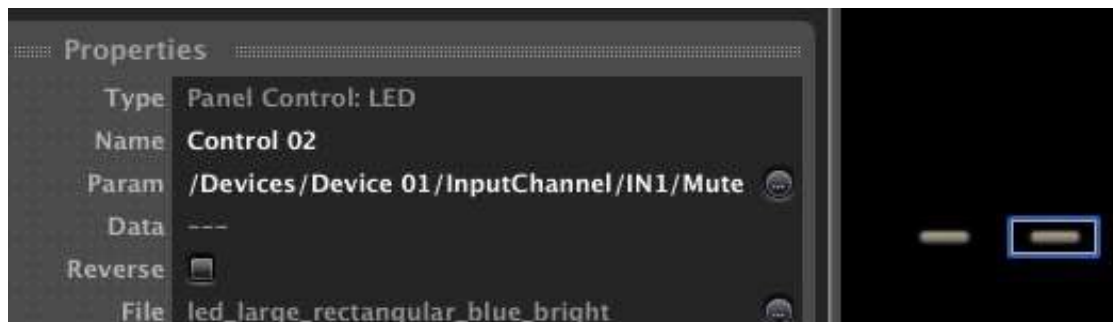 Properties
Type Panel Control: LED
Name Control 02
Param /Devices/Device 01/InputChannel/IN1/Mute
Data ---
Reverse
File led_large_rectangular_blue_bright